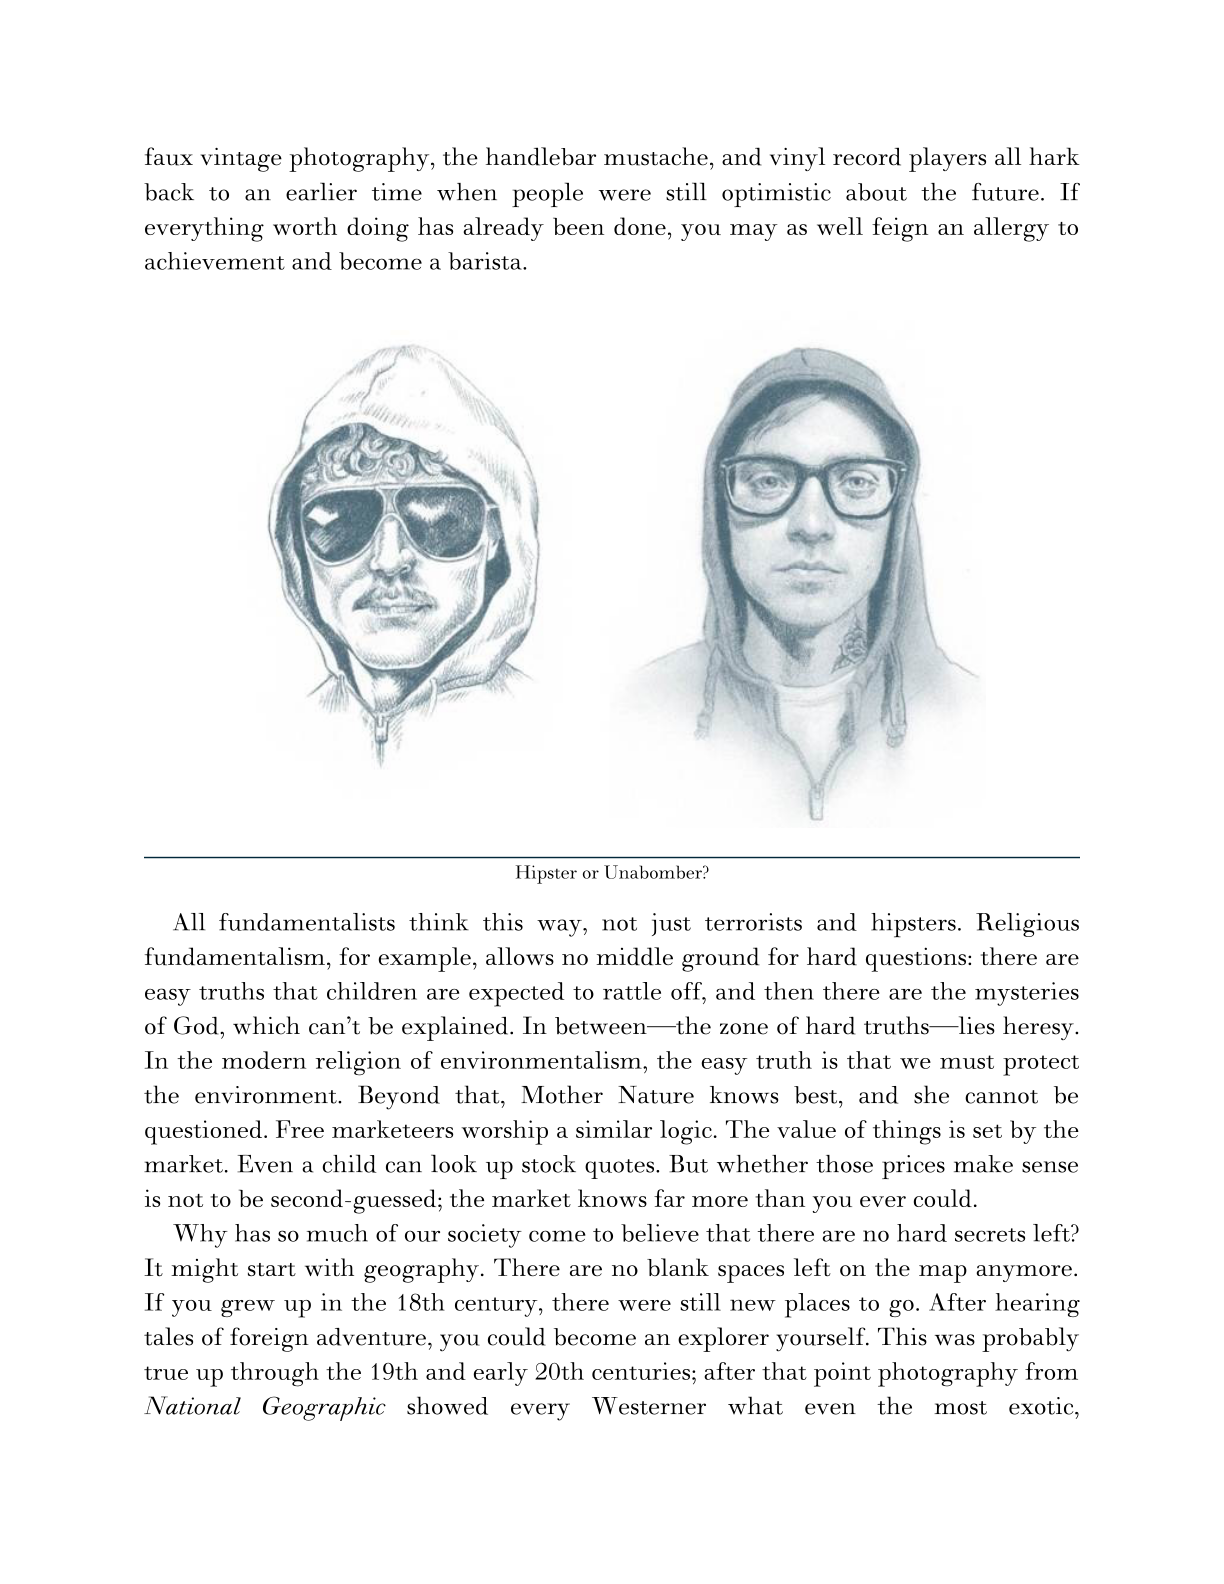 faux vintage photography, the handlebar mustache, and vinyl record players all hark
back to an earlier time when people were still optimistic about the future. If
everything worth doing has already been done, you may as well feign an allergy to
achievement and become a barista.
Hipster or Unabomber?
All fundamentalists think this way, not just terrorists and hipsters. Religious
fundamentalism, for example, allows no middle ground for hard questions: there are
easy truths that children are expected to rattle off, and then there are the mysteries
of God, which can’t be explained. In between—the zone of hard truths—lies heresy.
In the modern religion of environmentalism, the easy truth is that we must protect
the environment. Beyond that, Mother Nature knows best, and she cannot be
questioned. Free marketeers worship a similar logic. The value of things is set by the
market. Even a child can look up stock quotes. But whether those prices make sense
is not to be second-guessed; the market knows far more than you ever could.
Why has so much of our society come to believe that there are no hard secrets left?
It might start with geography. There are no blank spaces left on the map anymore.
If you grew up in the 18th century, there were still new places to go. After hearing
tales of foreign adventure, you could become an explorer yourself. This was probably
true up through the 19th and early 20th centuries; after that point photography from
National Geographic showed every Westerner what even the most exotic,